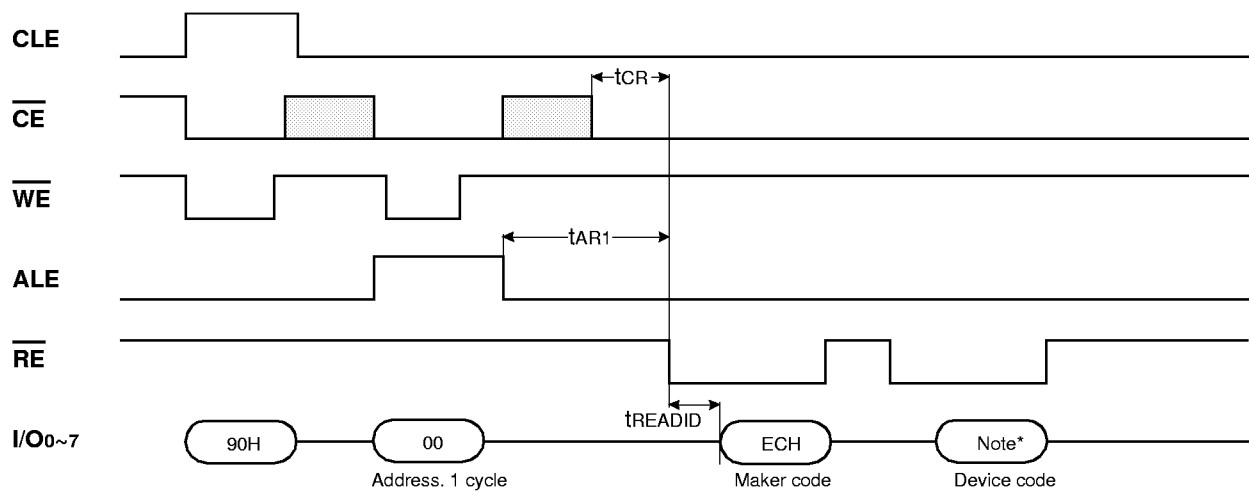 CLE
tCR
CE
WE
tAR1
ALE
RE
tREADID
I/O0~7
90H
00
ECH
Note*
Address. 1 cycle
Maker code
Device code